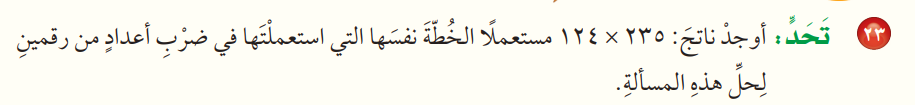 ٢٣ تَحَدٍّ: أوجدْ ناتجَ: ٢٣٥ × ١٢٤ مستعملًا الخُطّةَ نفسَها التي استعملْتَها في ضرْبِ أعدادٍ من رقمينِ
لِحلِّ هذهِ المسألةِ.